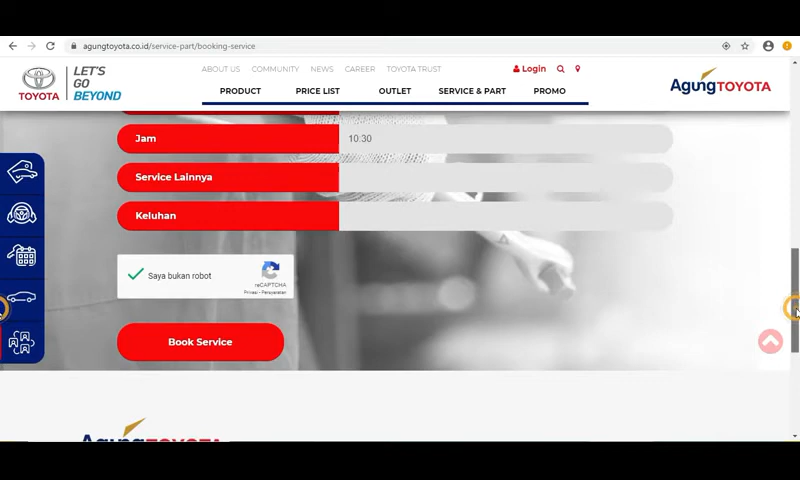 agungtoyota.co.id/service-part/booking-service
TOYOTA
LET'S
GO
BEYOND
ABOUT US COMMUNITY NEWS CAREER TOYOTA TRUST Login
PRODUCT PRICE LIST OUTLET SERVICE & PART PROMO
AgungTOYOTA
Jam 10:30
Service Lainnya
Keluhan
Saya bukan robot
reCAPTCHA
Privasi - Persyaratan
Book Service
AgungTOYOTA